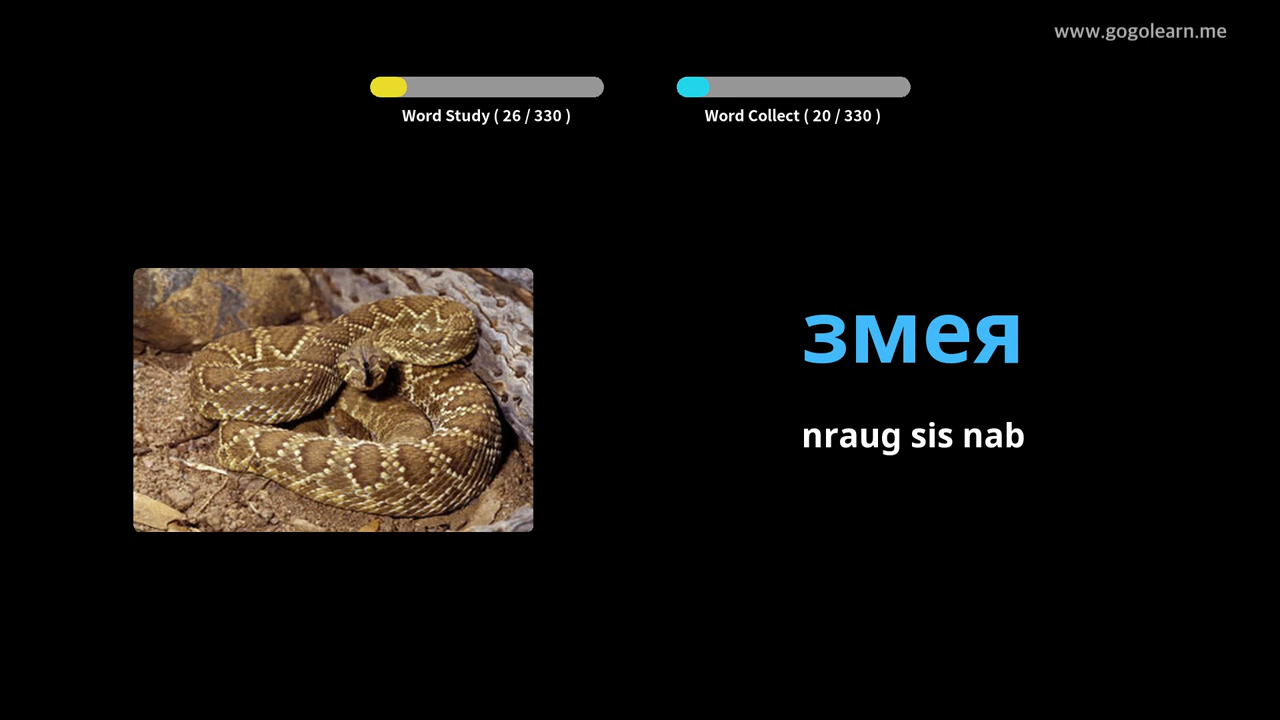 www.gogolearn.me
Word Study ( 26 / 330 )
Word Collect ( 20 / 330 )
змея
nraug sis nab